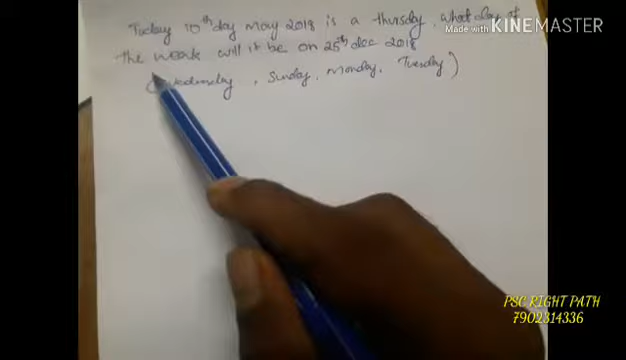 Today 10th day May 2018 is a thursday. What day of
Made with KINEMASTER
the week will it be on 25th dec 2018
(Wednesday, Sunday, Monday, Tuesday)
PSC RIGHT PATH
7902314336